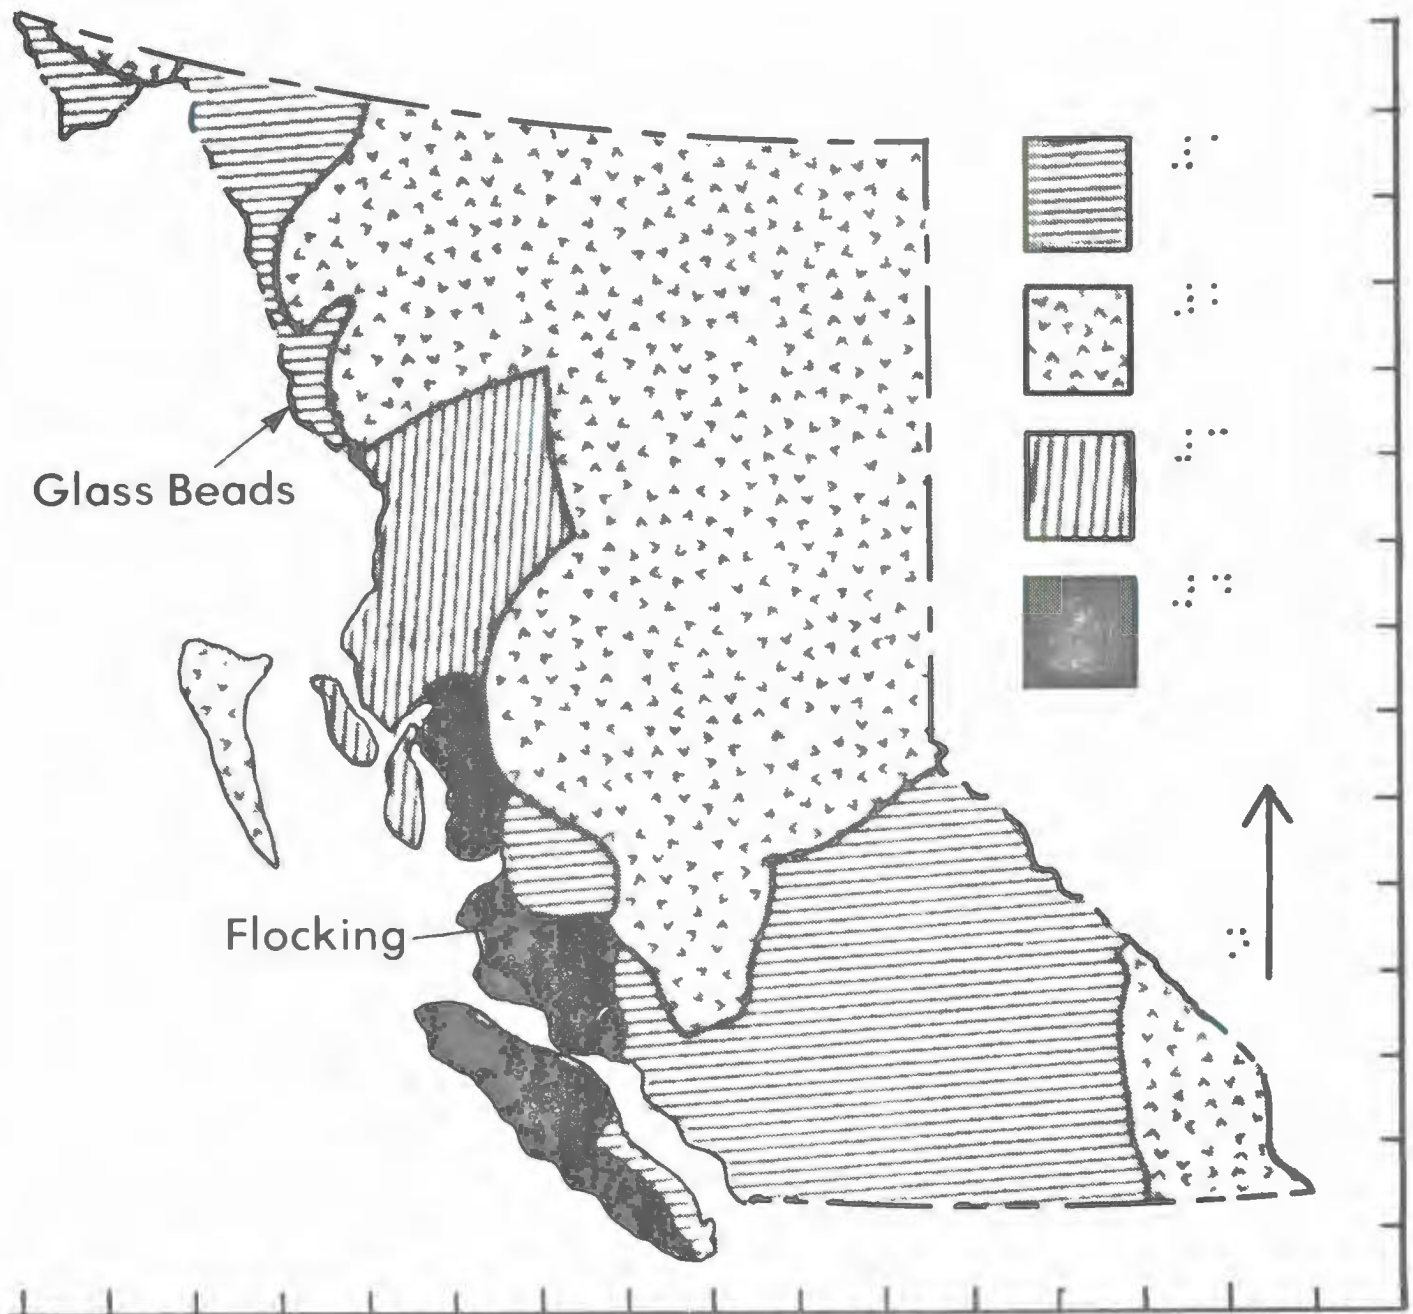 ⠼⠁
⠼⠃
⠼⠉
Glass Beads
⠼⠙
Flocking
⠝